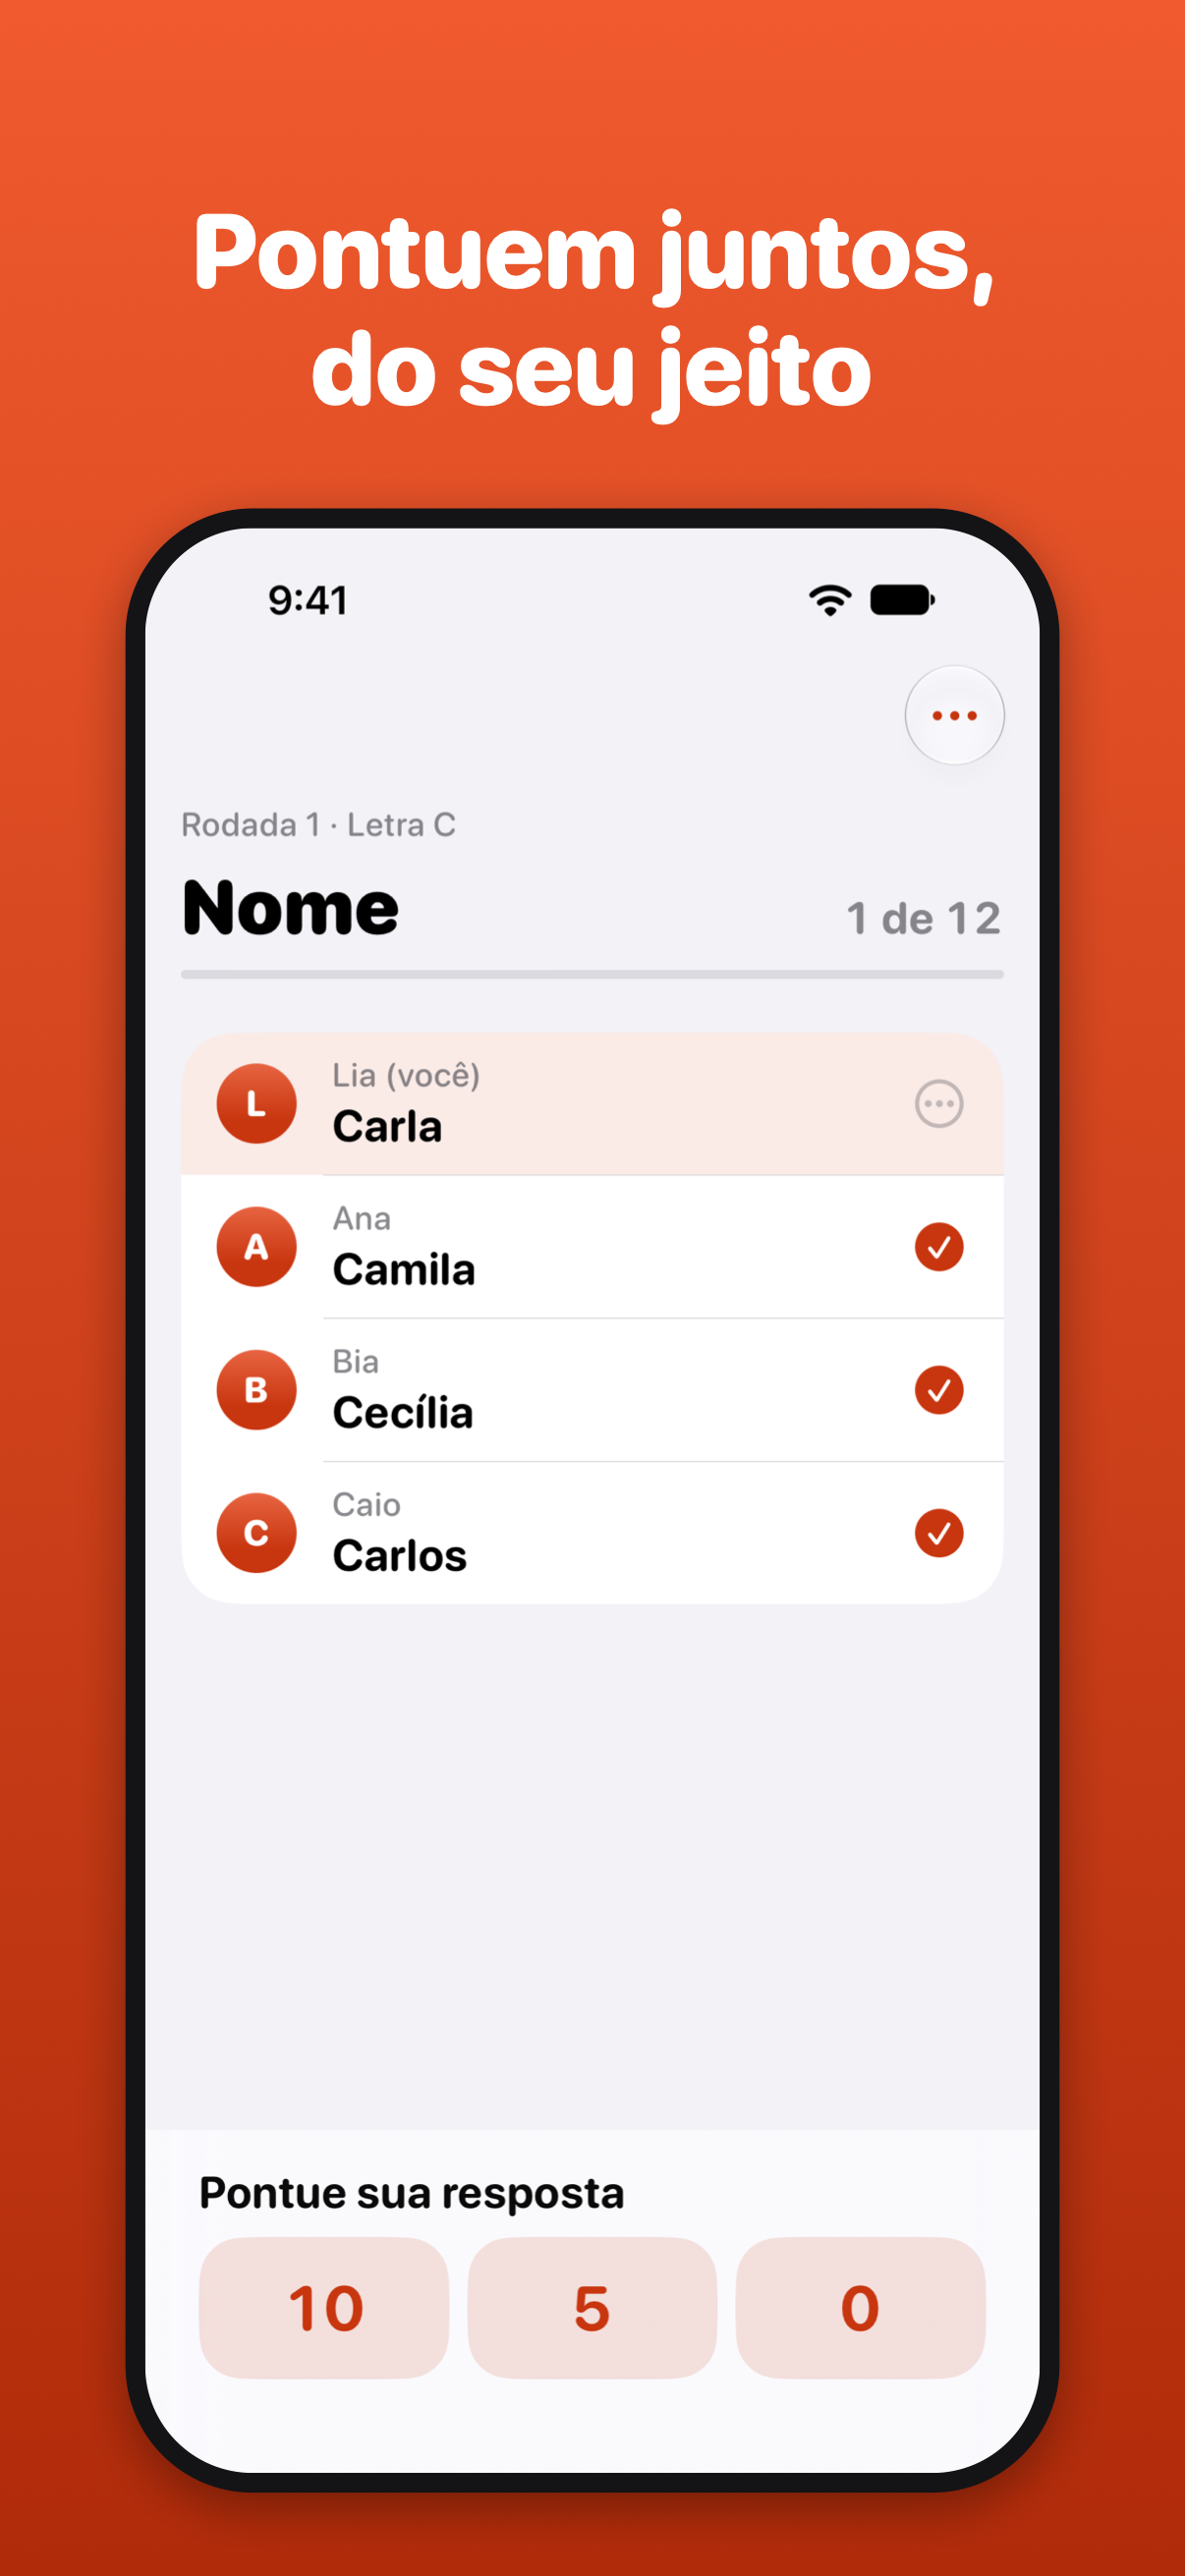 Pontuem juntos,
do seu jeito
9:41
Rodada 1 · Letra C
Nome
1 de 12
L
Lia (você)
Carla
A
Ana
Camila
B
Bia
Cecília
C
Caio
Carlos
Pontue sua resposta
10
5
0